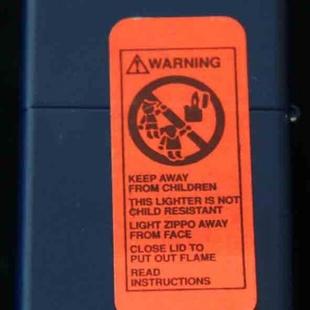 WARNING
KEEP AWAY
FROM CHILDREN
THIS LIGHTER IS NOT
CHILD RESISTANT
LIGHT ZIPPO AWAY
FROM FACE
CLOSE LID TO
PUT OUT FLAME
READ
INSTRUCTIONS